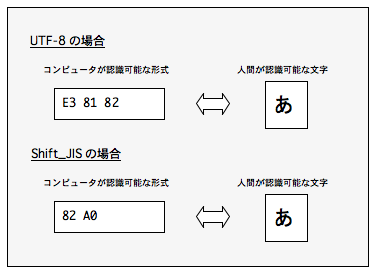 UTF-8 の場合
コンピュータが認識可能な形式
人間が認識可能な文字
E3 81 82
あ
Shift_JIS の場合
コンピュータが認識可能な形式
人間が認識可能な文字
82 A0
あ